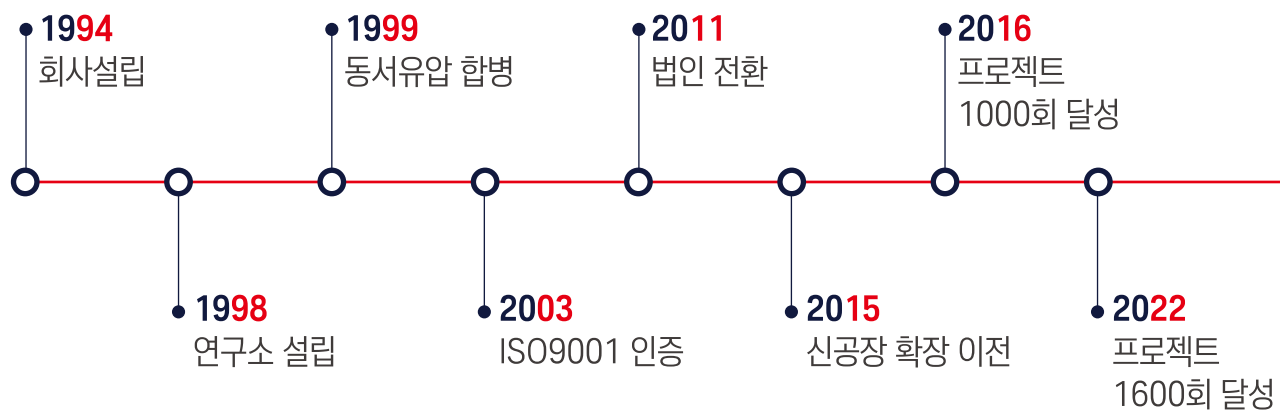 1994
회사설립
1998
연구소 설립
1999
동서유압 합병
2003
ISO9001 인증
2011
법인 전환
2015
신공장 확장 이전
2016
프로젝트
1000회 달성
2022
프로젝트
1600회 달성